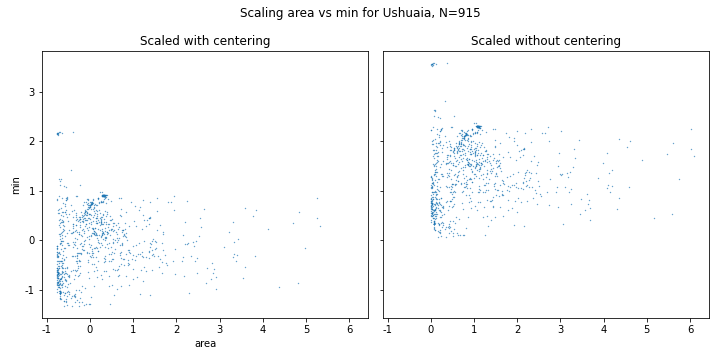 Scaling area vs min for Ushuaia, N=915
Scaled with centering
Scaled without centering
min
3
2
1
0
-1
-1 0 1 2 3 4 5 6
-1 0 1 2 3 4 5 6
area